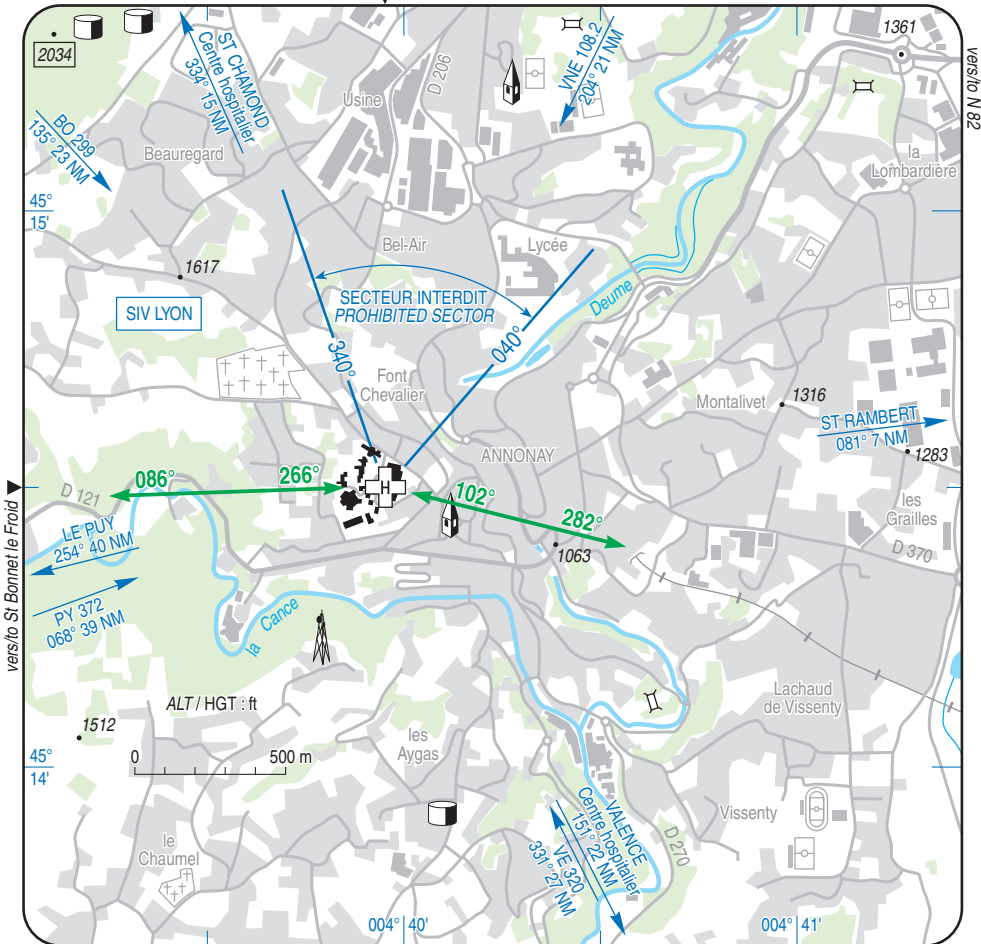 2034
1361
vers/to N 82
ST CHAMOND
Centre hospitalier
334° 15 NM
D 206
VNE 108.2
204° 21 NM
Usine
BO 299
135° 23 NM
Beauregard
la
Lombardière
45°
15'
Bel-Air
Lycée
1617
SIV LYON
SECTEUR INTERDIT
PROHIBITED SECTOR
Deume
340°
040°
Font
Chevalier
Montalivet
1316
ST RAMBERT
081° 7 NM
1283
ANNONAY
H
086°
266°
102°
282°
D 121
vers/to St Bonnet le Froid
LE PUY
254° 40 NM
1063
les
Grailles
D 370
PY 372
068° 39 NM
la Cance
ALT / HGT : ft
1512
Lachaud
de Vissenty
les
Aygas
0
500 m
45°
14'
Vissenty
VALENCE
Centre hospitalier
151° 22 NM
VE 320
331° 27 NM
D 270
le
Chaumel
004° 40'
004° 41'